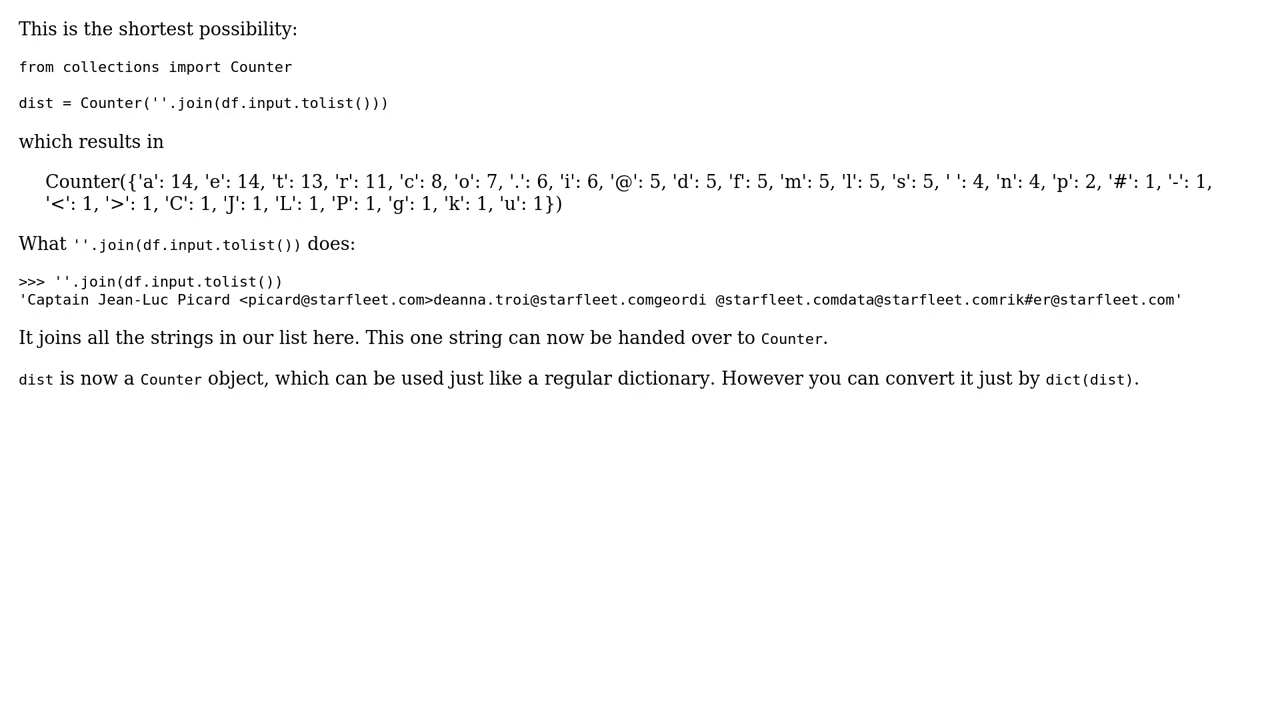 This is the shortest possibility:
from collections import Counter
dist = Counter(''.join(df.input.tolist()))
which results in
Counter({'a': 14, 'e': 14, 't': 13, 'r': 11, 'c': 8, 'o': 7, '.': 6, 'i': 6, '@': 5, 'd': 5, 'f': 5, 'm': 5, 'l': 5, 's': 5, ' ': 4, 'n': 4, 'p': 2, '#': 1, '-': 1,
'<': 1, '>': 1, 'C': 1, 'J': 1, 'L': 1, 'P': 1, 'g': 1, 'k': 1, 'u': 1})
What ''.join(df.input.tolist()) does:
>>> ''.join(df.input.tolist())
'Captain Jean-Luc Picard <picard@starfleet.com>deanna.troi@starfleet.comgeordi @starfleet.comdata@starfleet.comrik#er@starfleet.com'
It joins all the strings in our list here. This one string can now be handed over to Counter.
dist is now a Counter object, which can be used just like a regular dictionary. However you can convert it just by dict(dist).